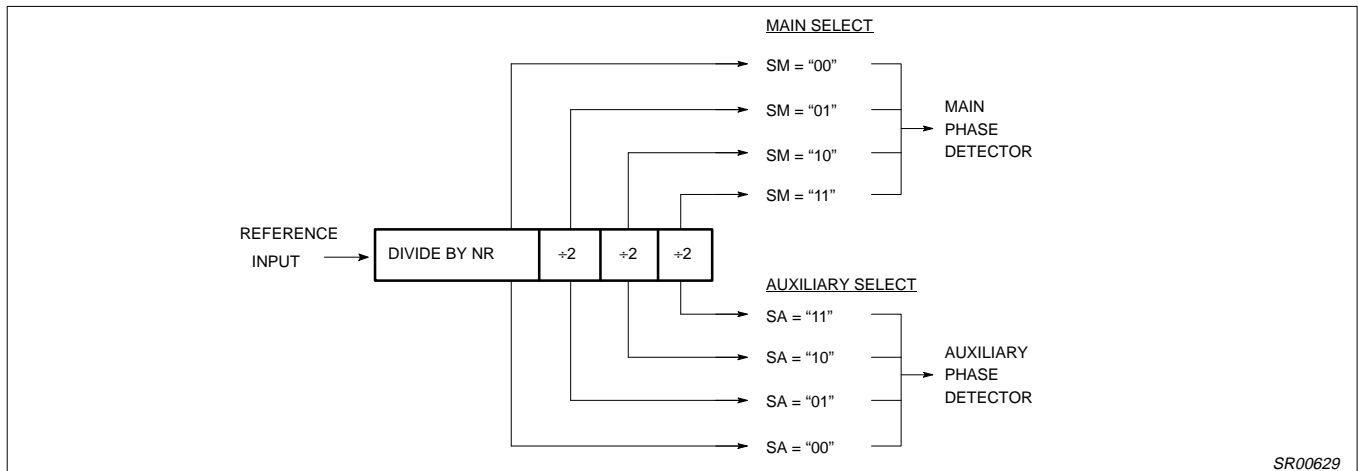 MAIN SELECT
SM = “00”
SM = “01”
SM = “10”
SM = “11”
MAIN
PHASE
DETECTOR
REFERENCE
INPUT
DIVIDE BY NR
÷2
÷2
÷2
AUXILIARY SELECT
SA = “11”
SA = “10”
SA = “01”
SA = “00”
AUXILIARY
PHASE
DETECTOR
SR00629